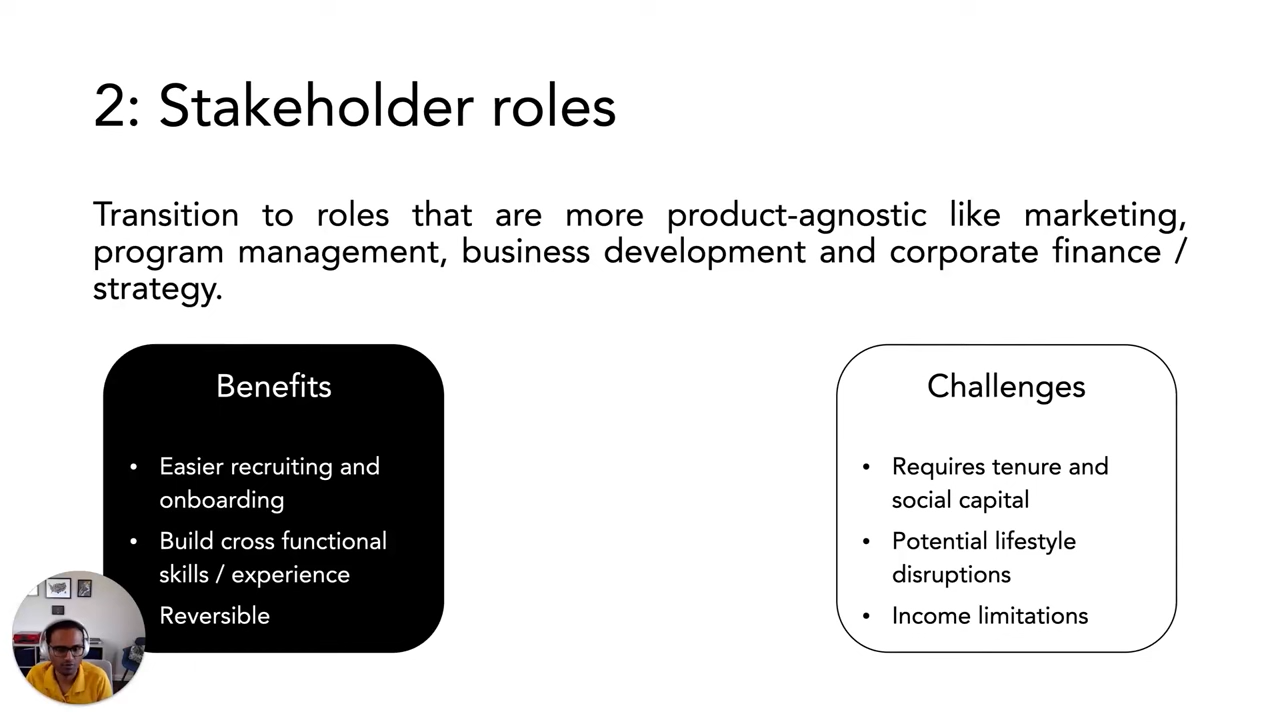 2: Stakeholder roles
Transition to roles that are more product-agnostic like marketing,
program management, business development and corporate finance /
strategy.
Benefits
• Easier recruiting and
onboarding
• Build cross functional
skills / experience
Reversible
Challenges
• Requires tenure and
social capital
• Potential lifestyle
disruptions
• Income limitations